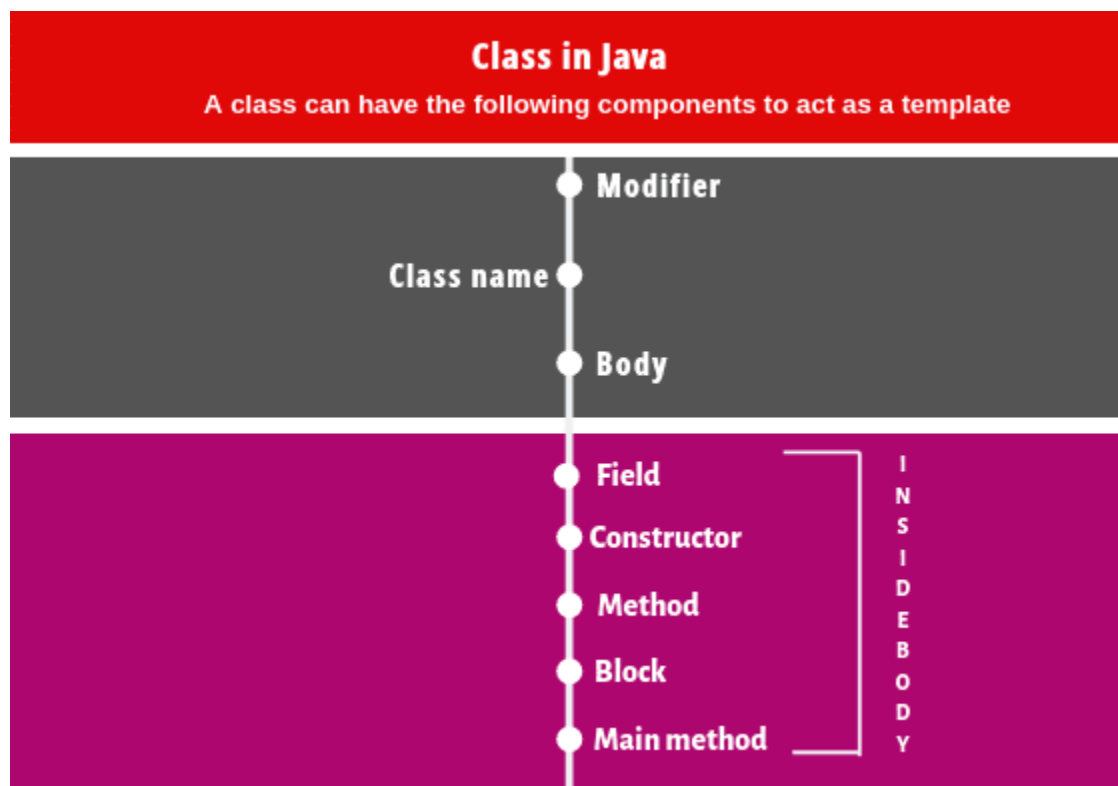 Class in Java
A class can have the following components to act as a template
Modifier
Class name
Body
Field
Constructor
Method
Block
Main method
INSIDEBODY